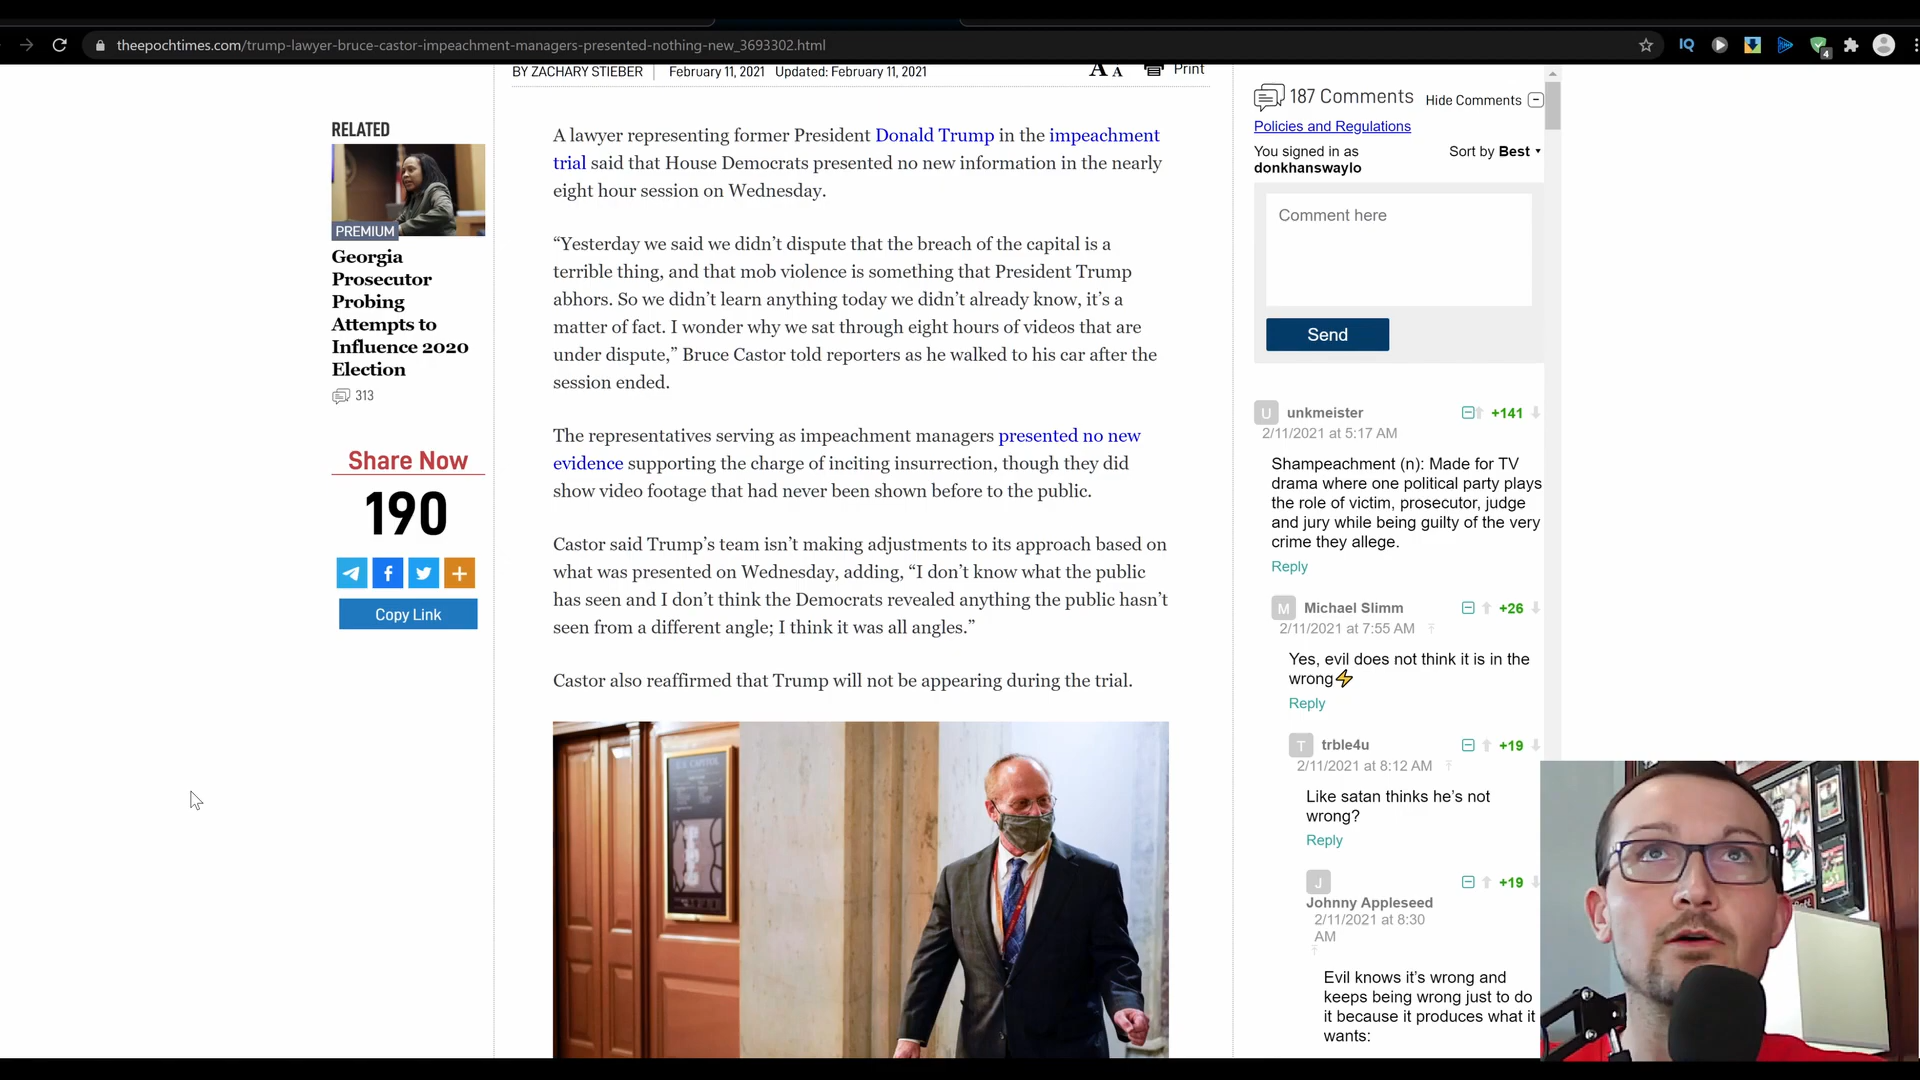 theepochtimes.com/trump-lawyer-bruce-castor-impeachment-managers-presented-nothing-new_3693302.html
IQ
4
BY ZACHARY STIEBER
February 11, 2021 Updated: February 11, 2021
A A
Print
RELATED
PREMIUM
Georgia
Prosecutor
Probing
Attempts to
Influence 2020
Election
313
Share Now
190
Copy Link
A lawyer representing former President Donald Trump in the impeachment
trial said that House Democrats presented no new information in the nearly
eight hour session on Wednesday.
“Yesterday we said we didn’t dispute that the breach of the capital is a
terrible thing, and that mob violence is something that President Trump
abhors. So we didn’t learn anything today we didn’t already know, it’s a
matter of fact. I wonder why we sat through eight hours of videos that are
under dispute,” Bruce Castor told reporters as he walked to his car after the
session ended.
The representatives serving as impeachment managers presented no new
evidence supporting the charge of inciting insurrection, though they did
show video footage that had never been shown before to the public.
Castor said Trump’s team isn’t making adjustments to its approach based on
what was presented on Wednesday, adding, “I don’t know what the public
has seen and I don’t think the Democrats revealed anything the public hasn’t
seen from a different angle; I think it was all angles.”
Castor also reaffirmed that Trump will not be appearing during the trial.
187 Comments
Hide Comments
Policies and Regulations
You signed in as
donkhanswaylo
Sort by Best
Comment here
Send
U
unkmeister
+141
2/11/2021 at 5:17 AM
Shampeachment (n): Made for TV
drama where one political party plays
the role of victim, prosecutor, judge
and jury while being guilty of the very
crime they allege.
Reply
M
Michael Slimm
+26
2/11/2021 at 7:55 AM
Yes, evil does not think it is in the
wrong⚡
Reply
T
trble4u
+19
2/11/2021 at 8:12 AM
Like satan thinks he’s not
wrong?
Reply
J
+19
Johnny Appleseed
2/11/2021 at 8:30
AM
Evil knows it’s wrong and
keeps being wrong just to do
it because it produces what it
wants: